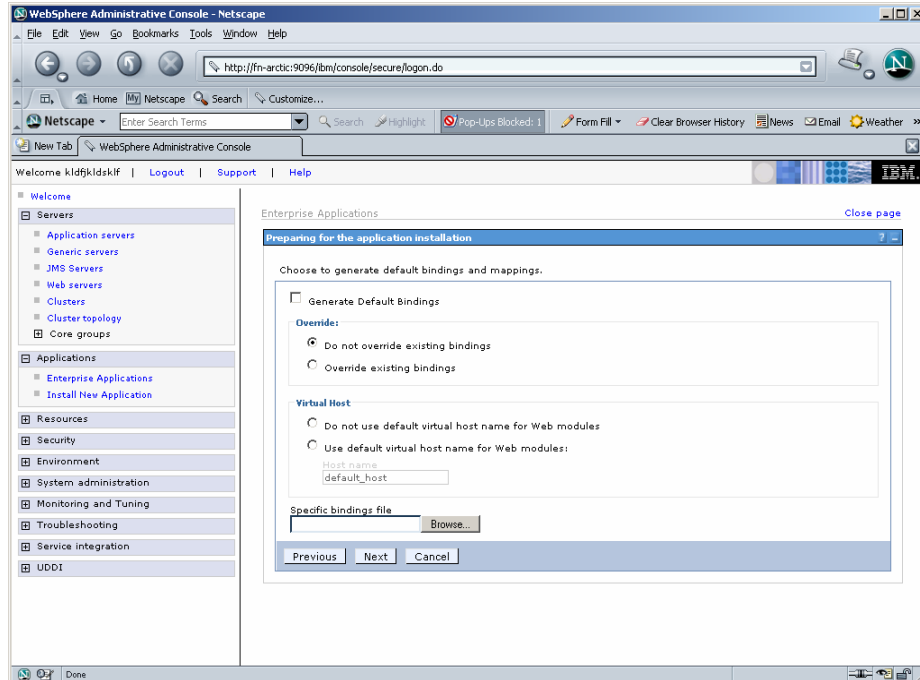 WebSphere Administrative Console - Netscape
File Edit View Go Bookmarks Tools Window Help
http://fn-arctic:9096/ibm/console/secure/logon.do
Home My Netscape Search Customize...
Netscape Enter Search Terms Search Highlight Pop-Ups Blocked: 1 Form Fill Clear Browser History News Email Weather »
New Tab WebSphere Administrative Console
Welcome kldfjkldsklf | Logout | Support | Help IBM.
Welcome
Servers
Application servers
Generic servers
JMS Servers
Web servers
Clusters
Cluster topology
Core groups
Applications
Enterprise Applications
Install New Application
Resources
Security
Environment
System administration
Monitoring and Tuning
Troubleshooting
Service integration
UDDI
Enterprise Applications Close page
Preparing for the application installation ? –
Choose to generate default bindings and mappings.
Generate Default Bindings
Override:
Do not override existing bindings
Override existing bindings
Virtual Host
Do not use default virtual host name for Web modules
Use default virtual host name for Web modules:
Host name
default_host
Specific bindings file
Browse...
Previous Next Cancel
Done